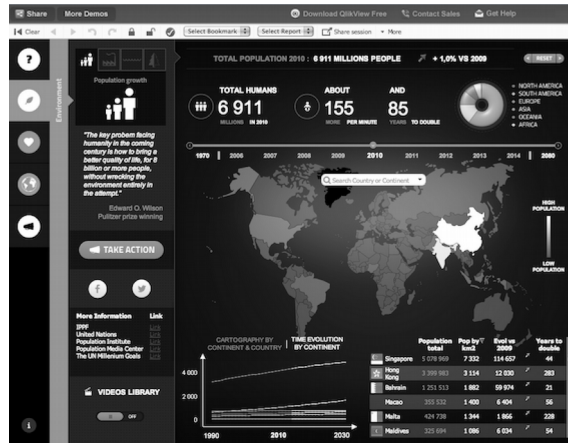 Share More Demos Download QlikView Free Contact Sales Get Help
Clear Select Bookmark Select Report Share session More
Environment
Population growth
"The key probem facing
humanity in the coming
century is how to bring a
better quality of life, for 8
billion or more people,
without wrecking the
environment entirely in
the attempt."
Edward O. Wilson
Pulitzer prize winning
TAKE ACTION
More Information Link
IPPF Link
United Nations Link
Population Institute Link
Population Media Center Link
The UN Millenium Goals Link
VIDEOS LIBRARY
OFF
TOTAL POPULATION 2010 : 6 911 MILLIONS PEOPLE + 1,0% VS 2009
RESET
TOTAL HUMANS ABOUT AND
6 911 155 85
MILLIONS IN 2010 MORE PER MINUTE YEARS TO DOUBLE
NORTH AMERICA
SOUTH AMERICA
EUROPE
ASIA
OCEANIA
AFRICA
1970 2006 2007 2008 2009 2010 2011 2012 2013 2014 2050
Search Country or Continent
HIGH
POPULATION
LOW
POPULATION
CARTOGRAPHY BY
CONTINENT & COUNTRY
TIME EVOLUTION
BY CONTINENT
4 000
2 000
0
1990 2010 2030
Population total Pop by km2 Evol vs 2009 Years to double
Singapore 5 078 969 7 332 114 657 44
Hong Kong 3 114 12 030 283
Bahrain 1 251 513 1 882 59 974 21
Macao 355 532 1 400 6 404 56
Malta 424 738 1 344 1 866 228
Maldives 325 694 1 086 6 034 54